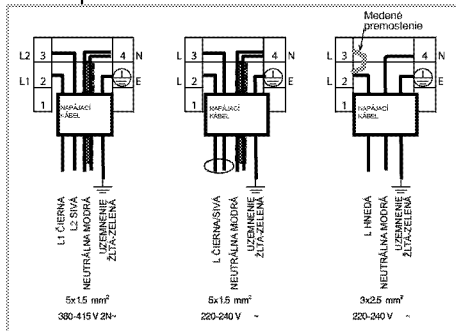 Medené
premostenie
L2 3 4 N
L1 2 E
1
NAPÁJACÍ
KÁBEL
L1 ČIERNA
L2 SIVÁ
NEUTRÁLNA MODRÁ
UZEMNENIE
ŽLTÁ-ZELENÁ
5x1.5 mm²
380-415 V 2N~
L 3 4 N
L 2 E
1
NAPÁJACÍ
KÁBEL
L ČIERNA/SIVÁ
NEUTRÁLNA MODRÁ
UZEMNENIE
ŽLTÁ-ZELENÁ
5x1.5 mm²
220-240 V ~
L 3 4 N
L 2 E
1
NAPÁJACÍ
KÁBEL
L HNEDA
NEUTRÁLNA MODRÁ
UZEMNENIE
ŽLTÁ-ZELENÁ
3x2.5 mm²
220-240 V ~